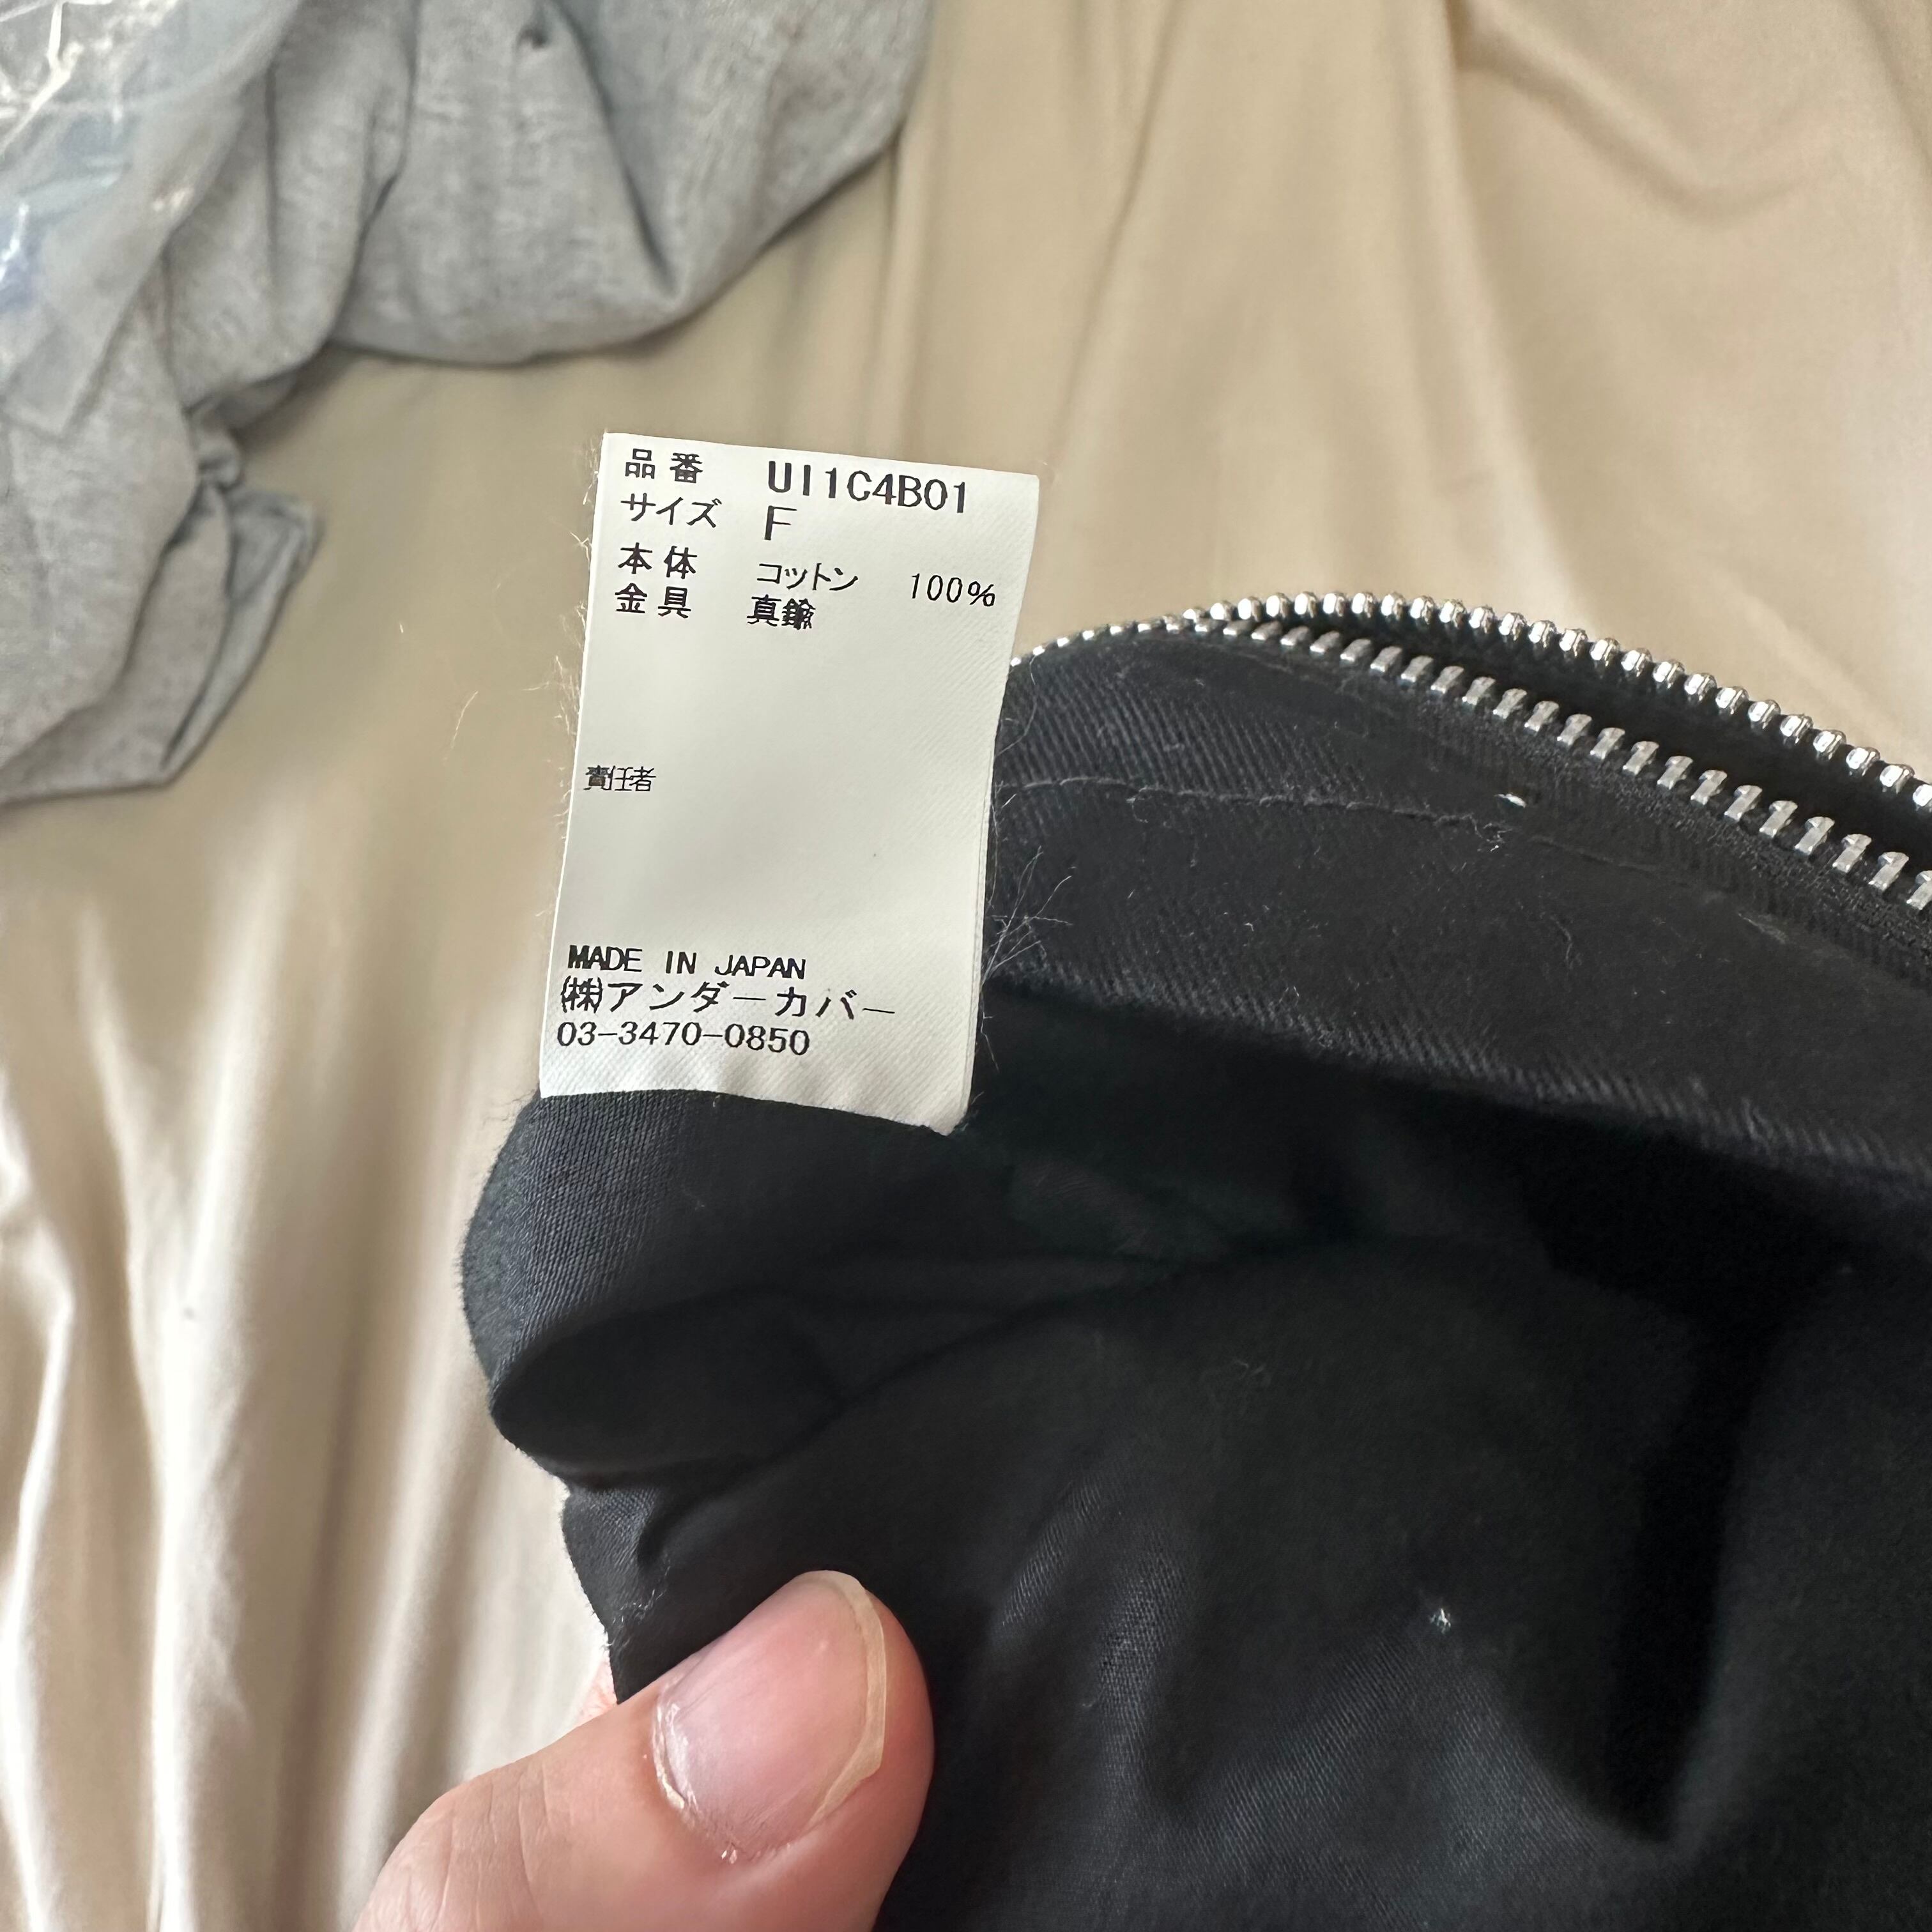 品番 UI1C4B01
サイズ F
本体 コットン 100%
金具 真鍮
責任者
MADE IN JAPAN
(株)アンダーカバー
03-3470-0850